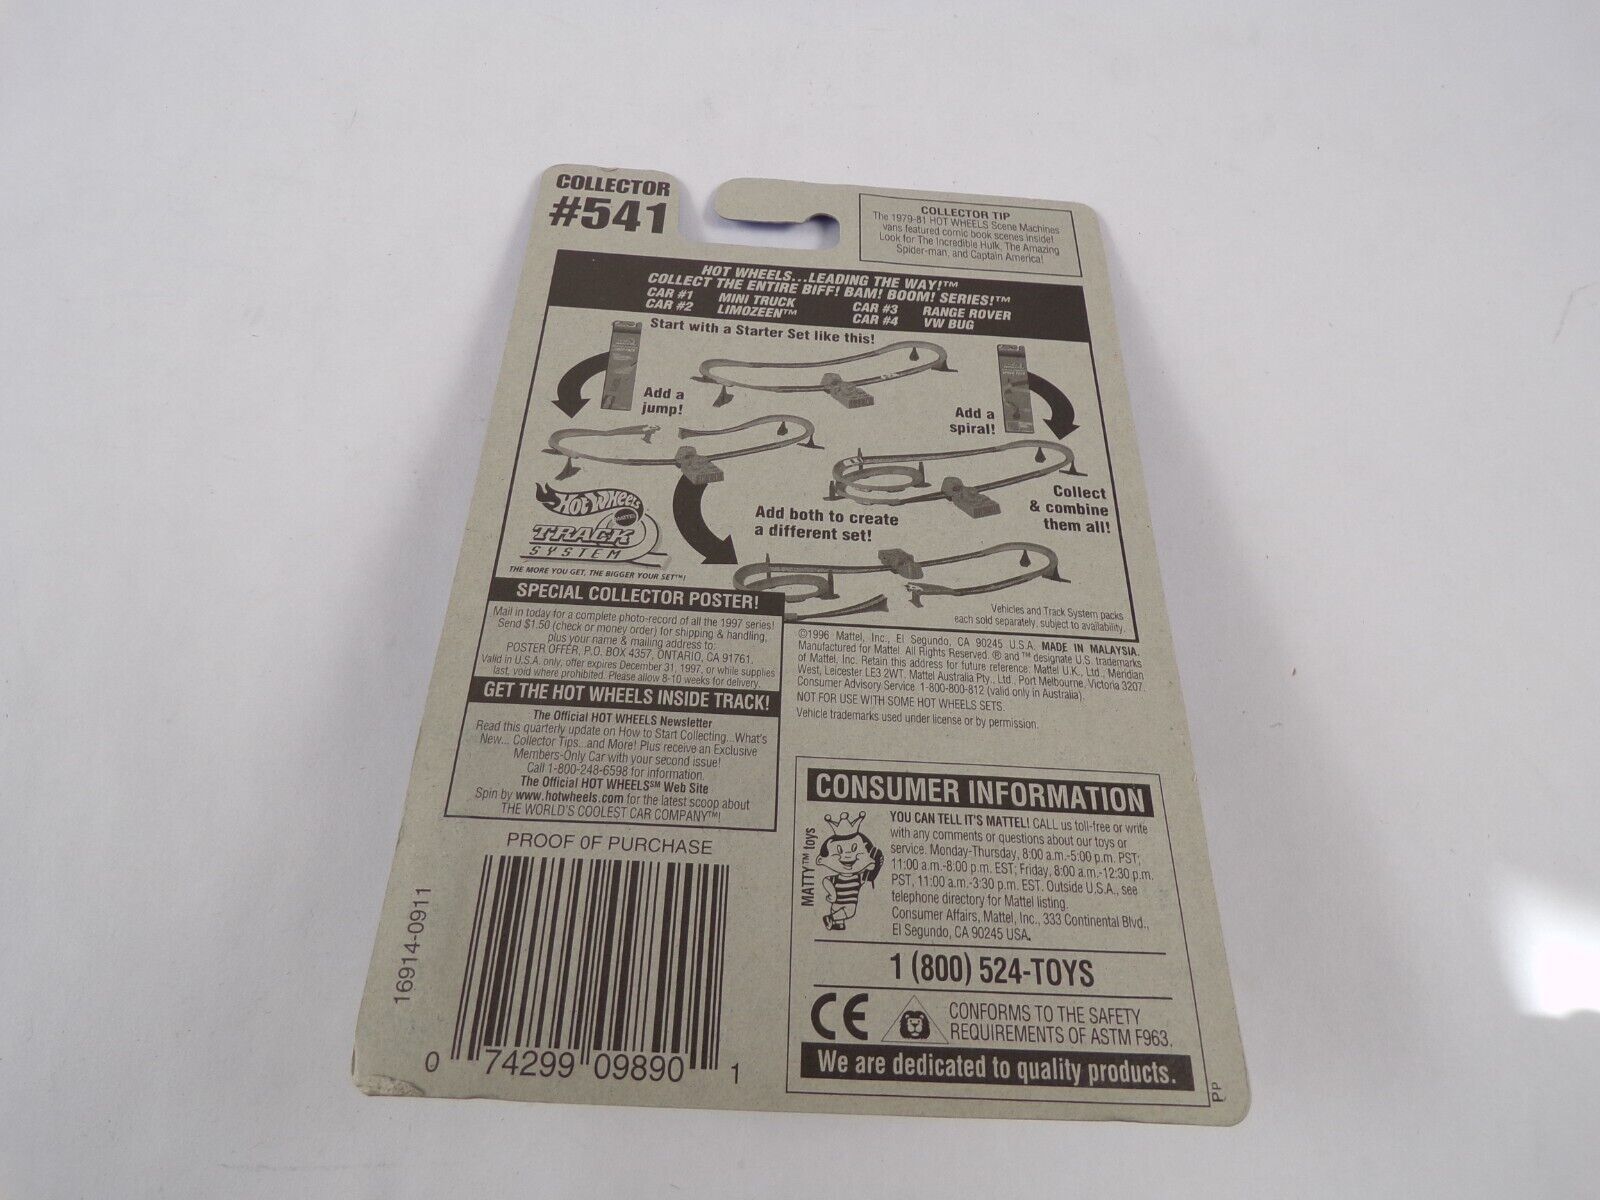 COLLECTOR
#541
COLLECTOR TIP
The 1979-81 HOT WHEELS Scene Machines
vans featured comic book scenes inside!
Look for The Incredible Hulk, The Amazing
Spider-man, and Captain America!
HOT WHEELS...LEADING THE WAY!™
COLLECT THE ENTIRE BIFF! BAM! BOOM! SERIES!™
CAR #1 MINI TRUCK CAR #3 RANGE ROVER
CAR #2 LIMOZEEN™ CAR #4 VW BUG
Start with a Starter Set like this!
Add a
jump!
Add a
spiral!
Collect
& combine
them all!
Add both to create
a different set!
Hot Wheels
MATTEL
TRACK
SYSTEM
THE MORE YOU GET, THE BIGGER YOUR SET™!
Vehicles and Track System packs
each sold separately, subject to availability.
SPECIAL COLLECTOR POSTER!
Mail in today for a complete photo-record of all the 1997 series!
Send $1.50 (check or money order) for shipping & handling,
plus your name & mailing address to:
POSTER OFFER, P.O. BOX 4357, ONTARIO, CA 91761.
Valid in U.S.A. only, offer expires December 31, 1997, or while supplies
last, void where prohibited. Please allow 8-10 weeks for delivery.
GET THE HOT WHEELS INSIDE TRACK!
The Official HOT WHEELS Newsletter
Read this quarterly update on How to Start Collecting...What's
New... Collector Tips...and More! Plus receive an Exclusive
Members-Only Car with your second issue!
Call 1-800-248-6598 for information.
The Official HOT WHEELS℠ Web Site
Spin by www.hotwheels.com for the latest scoop about
THE WORLD'S COOLEST CAR COMPANY™!
©1996 Mattel, Inc., El Segundo, CA 90245 U.S.A. MADE IN MALAYSIA.
Manufactured for Mattel. All Rights Reserved. ® and ™ designate U.S. trademarks
of Mattel, Inc. Retain this address for future reference: Mattel U.K., Ltd., Meridian
West, Leicester LE3 2WT. Mattel Australia Pty., Ltd., Port Melbourne, Victoria 3207.
Consumer Advisory Service 1-800-800-812 (valid only in Australia).
NOT FOR USE WITH SOME HOT WHEELS SETS.
Vehicle trademarks used under license or by permission.
PROOF OF PURCHASE
16914-0911
0 74299 09890 1
CONSUMER INFORMATION
MATTY™ toys
YOU CAN TELL IT'S MATTEL! CALL us toll-free or write
with any comments or questions about our toys or
service. Monday-Thursday, 8:00 a.m.-5:00 p.m. PST;
11:00 a.m.-8:00 p.m. EST; Friday, 8:00 a.m.-12:30 p.m.
PST, 11:00 a.m.-3:30 p.m. EST. Outside U.S.A., see
telephone directory for Mattel listing.
Consumer Affairs, Mattel, Inc., 333 Continental Blvd.,
El Segundo, CA 90245 USA.
1 (800) 524-TOYS
CE
CONFORMS TO THE SAFETY
REQUIREMENTS OF ASTM F963.
We are dedicated to quality products.
PP